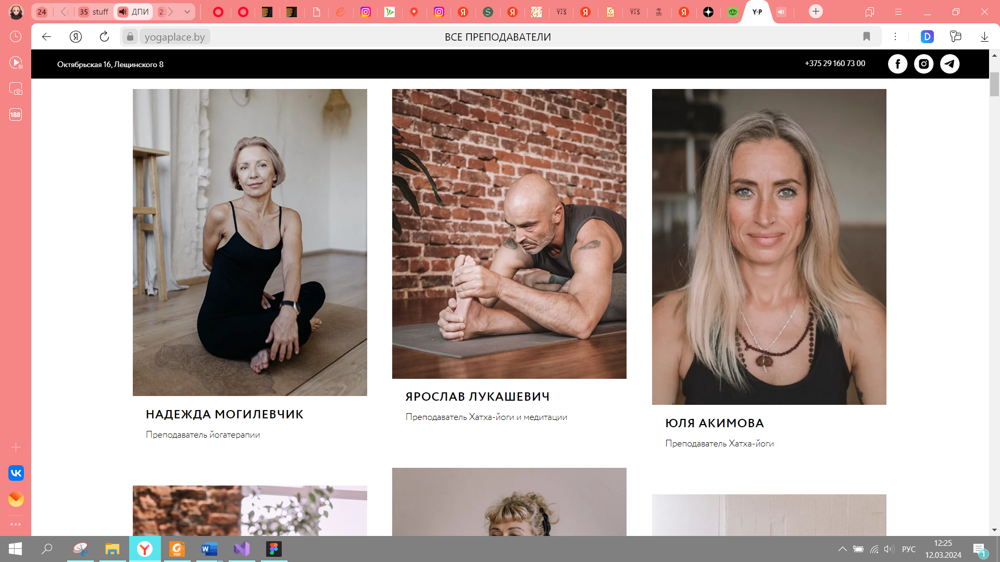 24
35 stuff
ДПИ
23
Y·P
yogaplace.by
ВСЕ ПРЕПОДАВАТЕЛИ
Октябрьская 16, Лещинского 8
+375 29 160 73 00
188
НАДЕЖДА МОГИЛЕВЧИК
Преподаватель йогатерапии
ЯРОСЛАВ ЛУКАШЕВИЧ
Преподаватель Хатха-йоги и медитации
ЮЛЯ АКИМОВА
Преподаватель Хатха-йоги
РУС
12:25
12.03.2024
1